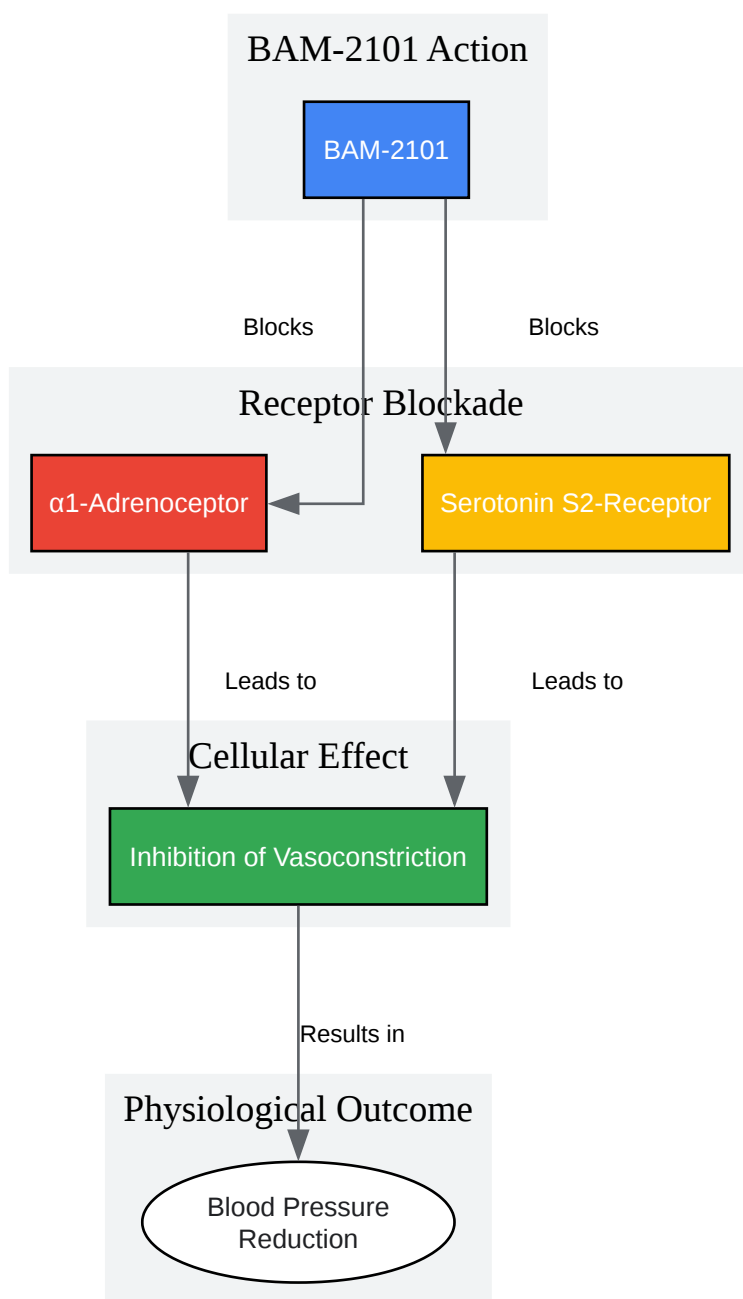 BAM-2101 Action
BAM-2101
Blocks
Blocks
Receptor Blockade
α1-Adrenoceptor
Serotonin S2-Receptor
Leads to
Leads to
Cellular Effect
Inhibition of Vasoconstriction
Results in
Physiological Outcome
Blood Pressure
Reduction